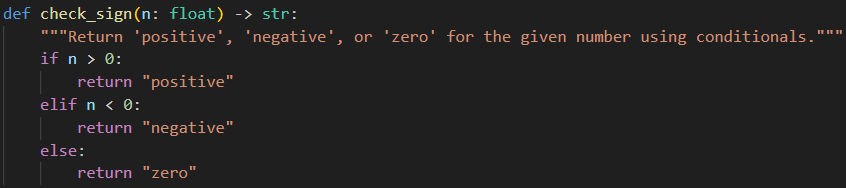 def check_sign(n: float) -> str:
    """Return 'positive', 'negative', or 'zero' for the given number using conditionals."""
    if n > 0:
        return "positive"
    elif n < 0:
        return "negative"
    else:
        return "zero"